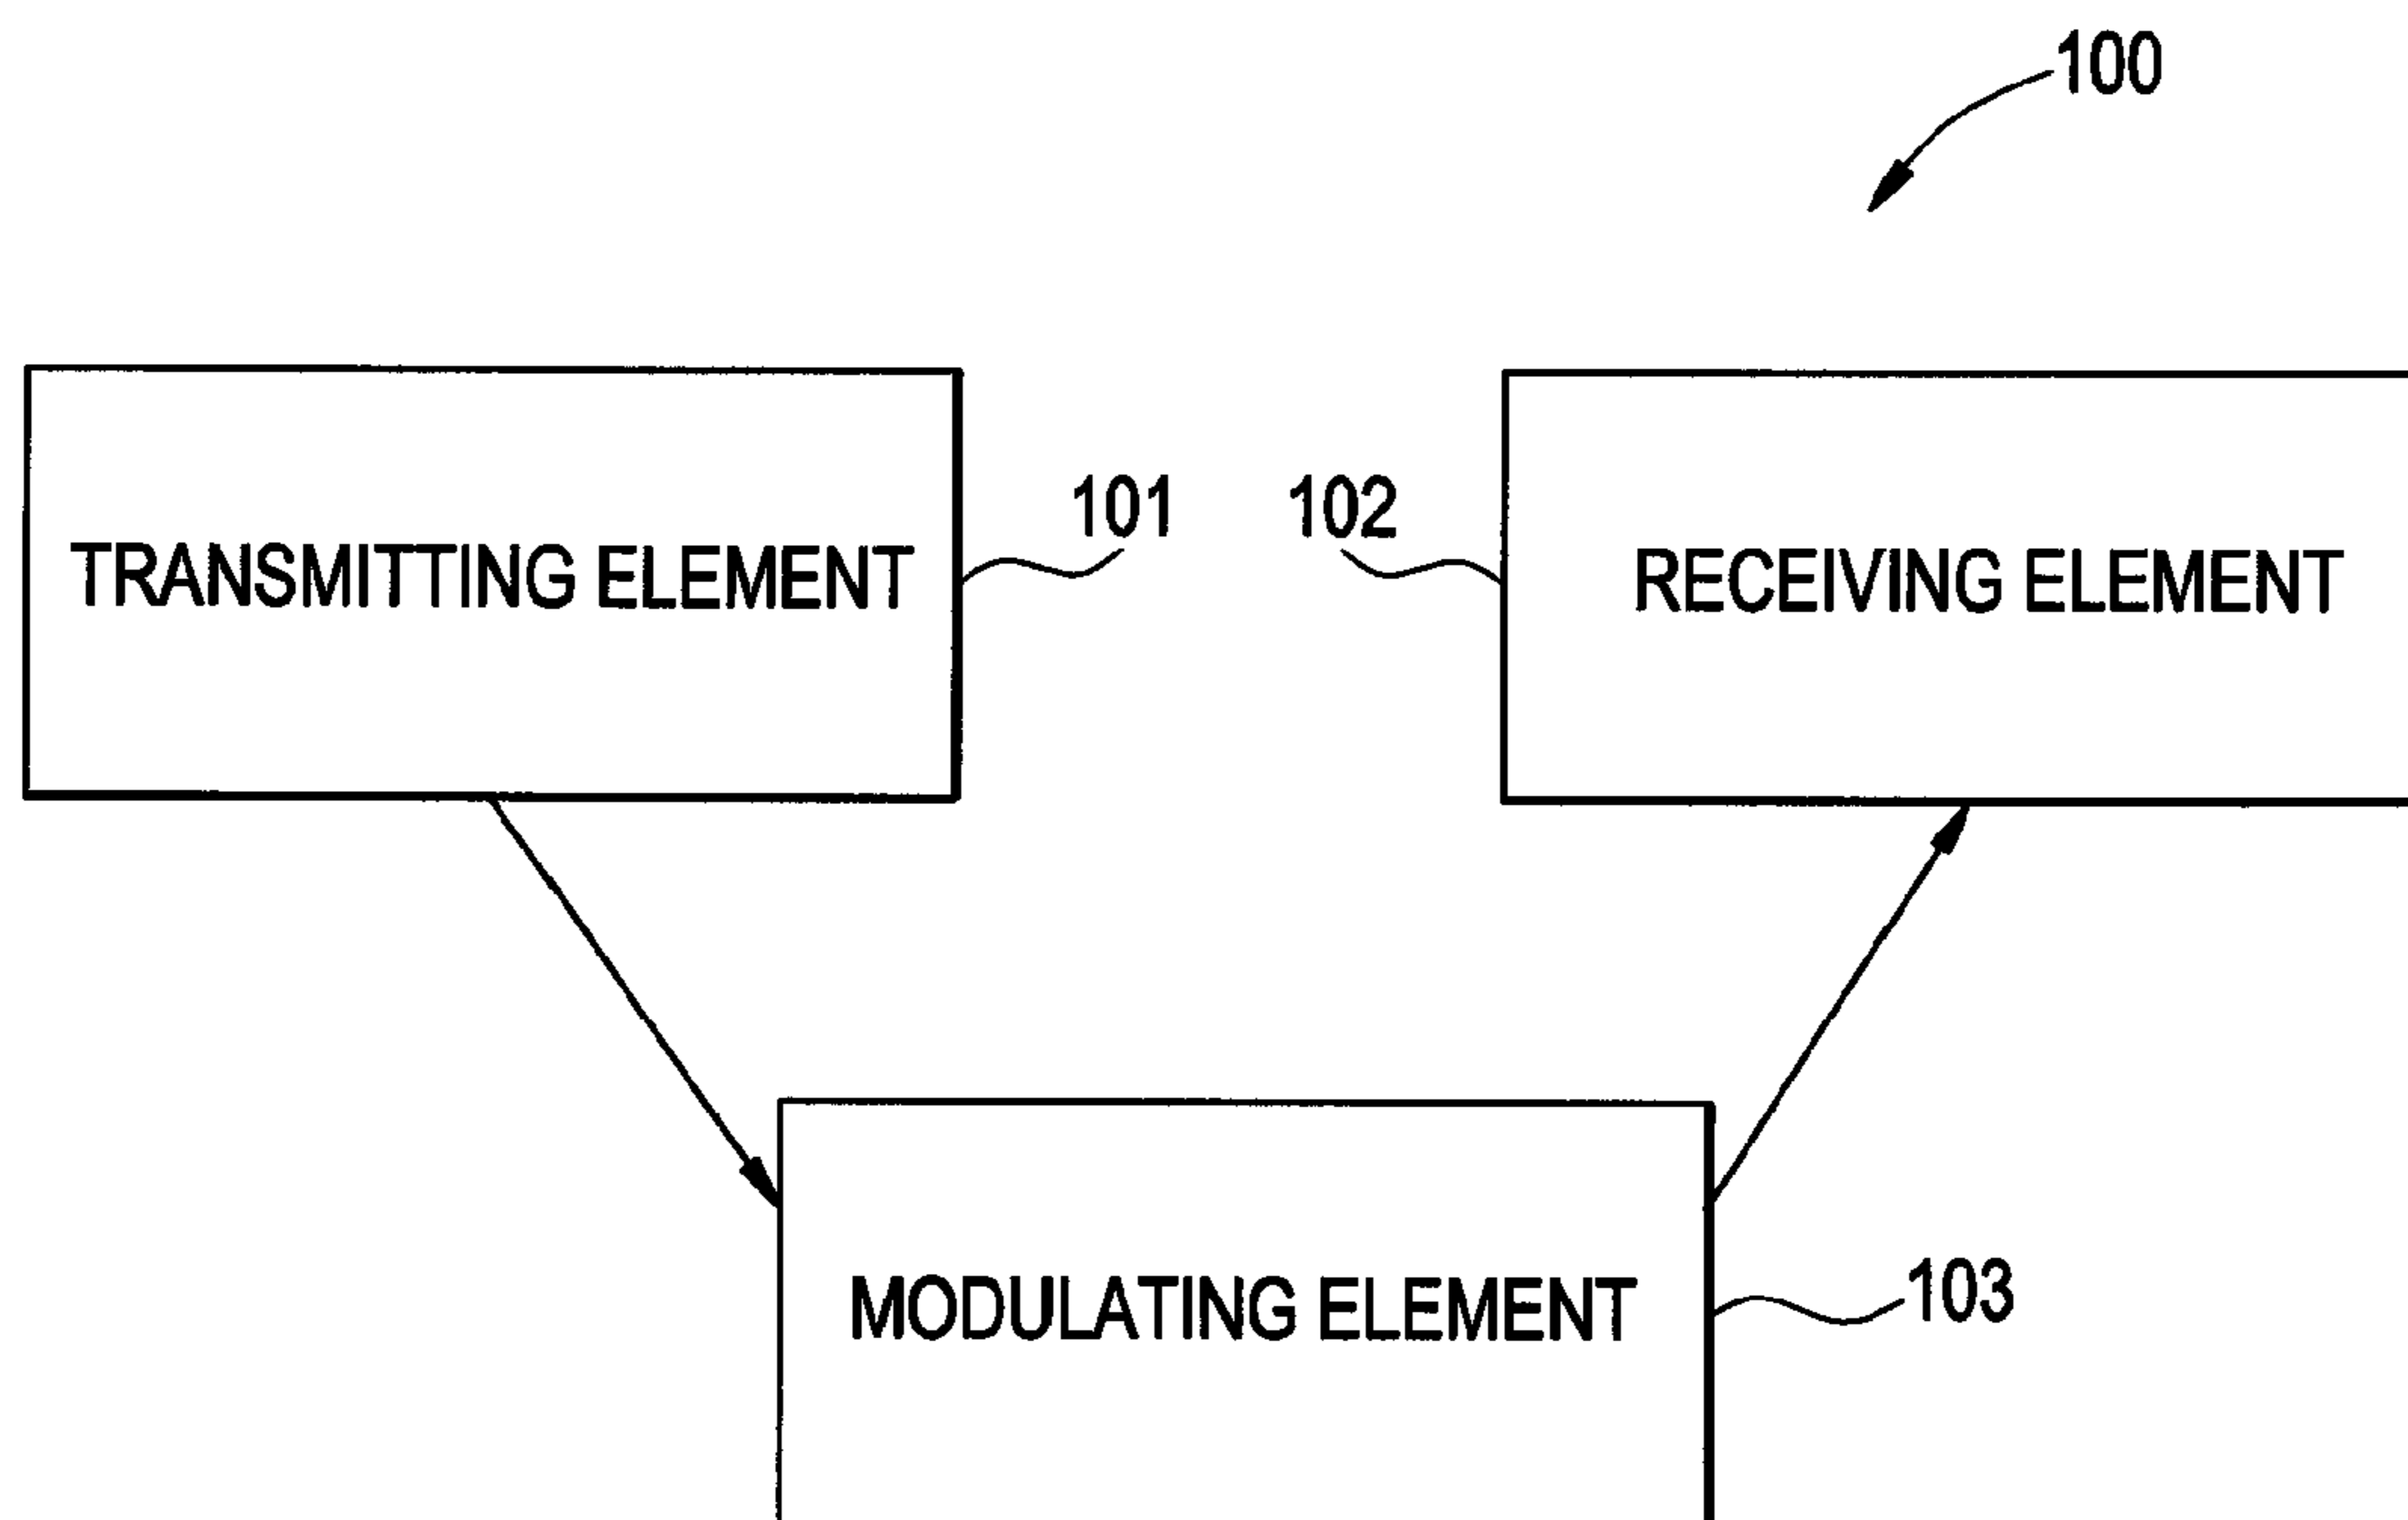 100
101
102
TRANSMITTING ELEMENT
RECEIVING ELEMENT
MODULATING ELEMENT
103